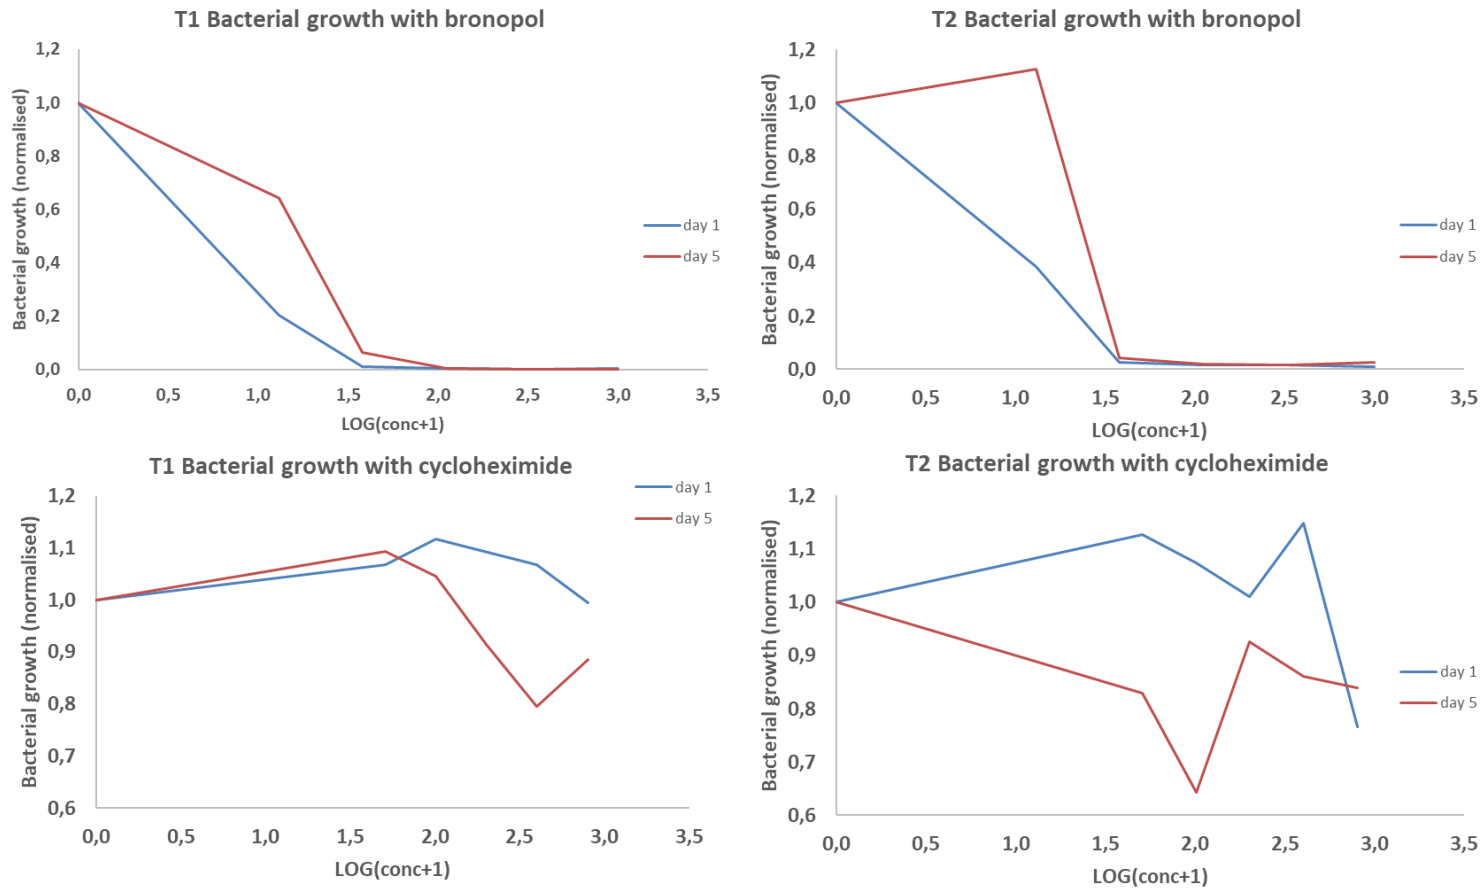 T1 Bacterial growth with bronopol
Bacterial growth (normalised)
1,2
1,0
0,8
0,6
0,4
0,2
0,0
0,0 0,5 1,0 1,5 2,0 2,5 3,0 3,5
LOG(conc+1)
day 1
day 5
T2 Bacterial growth with bronopol
Bacterial growth (normalised)
1,2
1,0
0,8
0,6
0,4
0,2
0,0
0,0 0,5 1,0 1,5 2,0 2,5 3,0 3,5
LOG(conc+1)
day 1
day 5
T1 Bacterial growth with cycloheximide
Bacterial growth (normalised)
1,2
1,1
1,0
0,9
0,8
0,7
0,6
0,0 0,5 1,0 1,5 2,0 2,5 3,0 3,5
LOG(conc+1)
day 1
day 5
T2 Bacterial growth with cycloheximide
Bacterial growth (normalised)
1,2
1,1
1,0
0,9
0,8
0,7
0,6
0,0 0,5 1,0 1,5 2,0 2,5 3,0 3,5
LOG(conc+1)
day 1
day 5